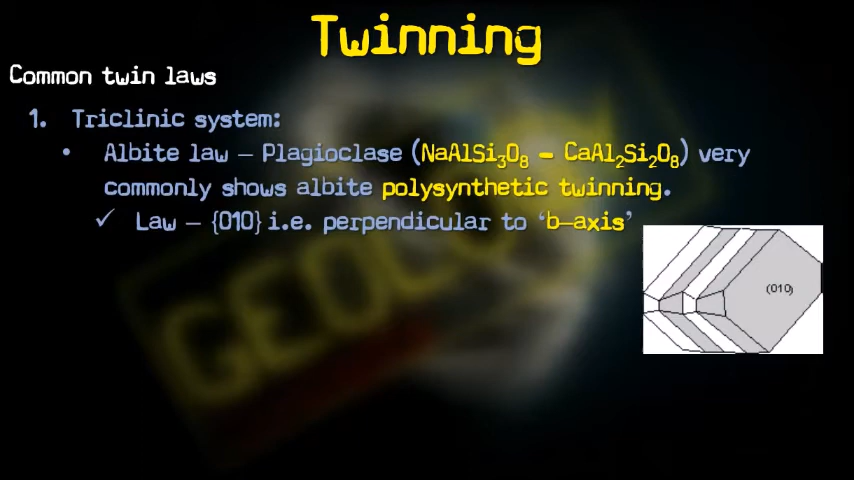 Twinning
Common twin laws
1. Triclinic system:
• Albite law – Plagioclase (NaAlSi₃O₈ – CaAl₂Si₂O₈) very
commonly shows albite polysynthetic twinning.
✓ Law – {010} i.e. perpendicular to ‘b–axis’
(010)